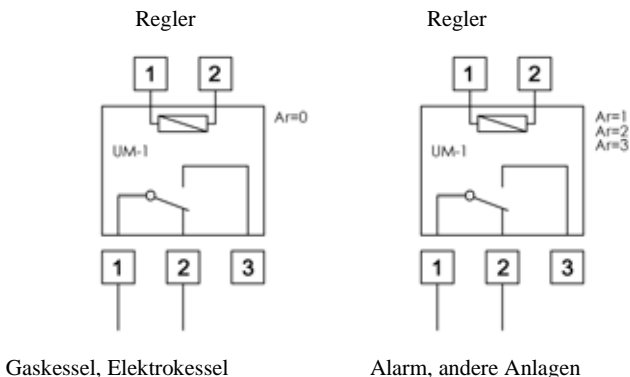 Regler
Regler
1 2
1 2
Ar=0
Ar=1
Ar=2
Ar=3
UM-1
UM-1
1 2 3
1 2 3
Gaskessel, Elektrokessel
Alarm, andere Anlagen